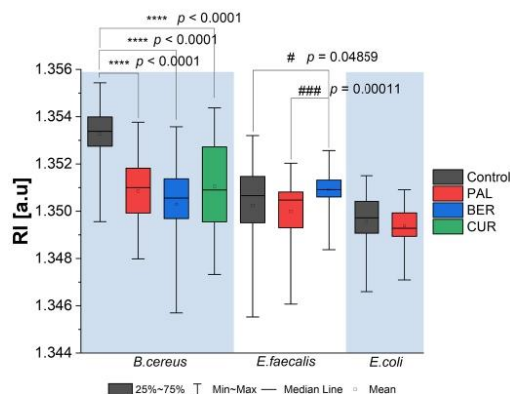 **** p < 0.0001
**** p < 0.0001
**** p < 0.0001
# p = 0.04859
### p = 0.00011
RI [a.u]
1.356
1.354
1.352
1.350
1.348
1.346
1.344
B.cereus
E.faecalis
E.coli
Control
PAL
BER
CUR
25%~75%
Min~Max
Median Line
Mean